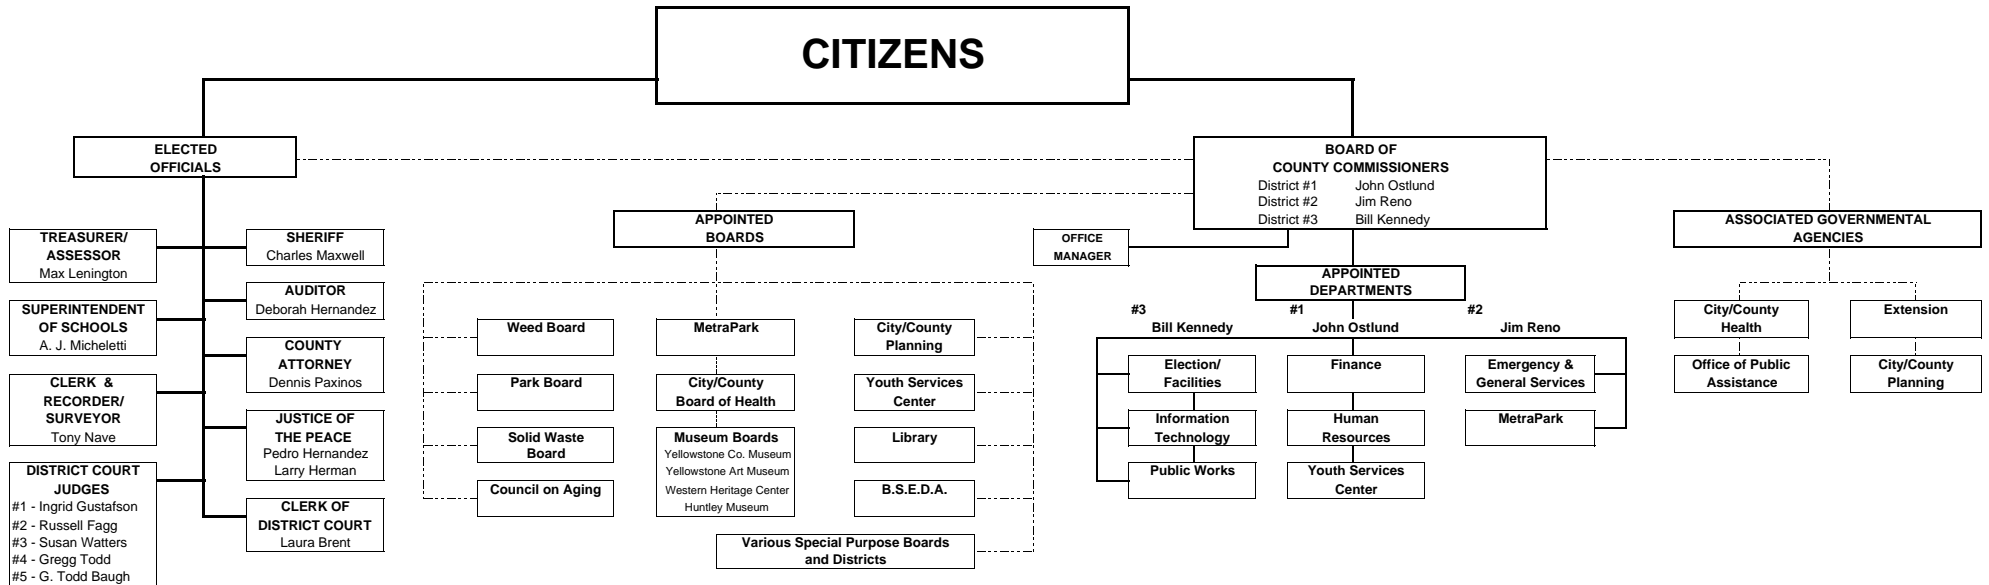 CITIZENS
ELECTED
OFFICIALS
BOARD OF
COUNTY COMMISSIONERS
District #1 John Ostlund
District #2 Jim Reno
District #3 Bill Kennedy
APPOINTED
BOARDS
ASSOCIATED GOVERNMENTAL
AGENCIES
OFFICE
MANAGER
APPOINTED
DEPARTMENTS
TREASURER/
ASSESSOR
Max Lenington
SHERIFF
Charles Maxwell
SUPERINTENDENT
OF SCHOOLS
A. J. Micheletti
AUDITOR
Deborah Hernandez
COUNTY
ATTORNEY
Dennis Paxinos
CLERK &
RECORDER/
SURVEYOR
Tony Nave
JUSTICE OF
THE PEACE
Pedro Hernandez
Larry Herman
DISTRICT COURT
JUDGES
#1 - Ingrid Gustafson
#2 - Russell Fagg
#3 - Susan Watters
#4 - Gregg Todd
#5 - G. Todd Baugh
CLERK OF
DISTRICT COURT
Laura Brent
Weed Board
Park Board
Solid Waste
Board
Council on Aging
MetraPark
City/County
Board of Health
Museum Boards
Yellowstone Co. Museum
Yellowstone Art Museum
Western Heritage Center
Huntley Museum
City/County
Planning
Youth Services
Center
Library
B.S.E.D.A.
Various Special Purpose Boards
and Districts
#3
Bill Kennedy
#1
John Ostlund
#2
Jim Reno
Election/
Facilities
Information
Technology
Public Works
Finance
Human
Resources
Youth Services
Center
Emergency &
General Services
MetraPark
City/County
Health
Office of Public
Assistance
Extension
City/County
Planning